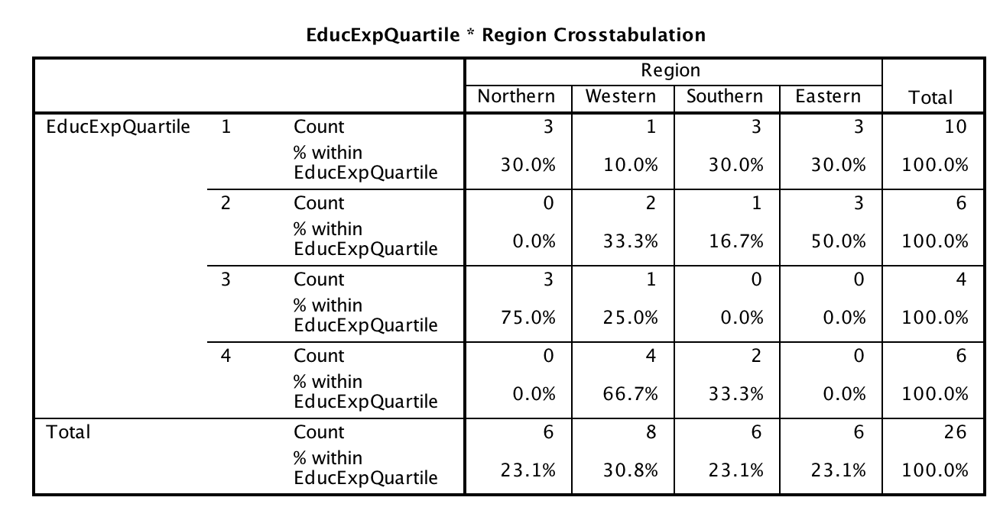 EducExpQuartile * Region Crosstabulation
Region
Northern Western Southern Eastern Total
EducExpQuartile 1 Count 3 1 3 3 10
% within
EducExpQuartile 30.0% 10.0% 30.0% 30.0% 100.0%
2 Count 0 2 1 3 6
% within
EducExpQuartile 0.0% 33.3% 16.7% 50.0% 100.0%
3 Count 3 1 0 0 4
% within
EducExpQuartile 75.0% 25.0% 0.0% 0.0% 100.0%
4 Count 0 4 2 0 6
% within
EducExpQuartile 0.0% 66.7% 33.3% 0.0% 100.0%
Total Count 6 8 6 6 26
% within
EducExpQuartile 23.1% 30.8% 23.1% 23.1% 100.0%